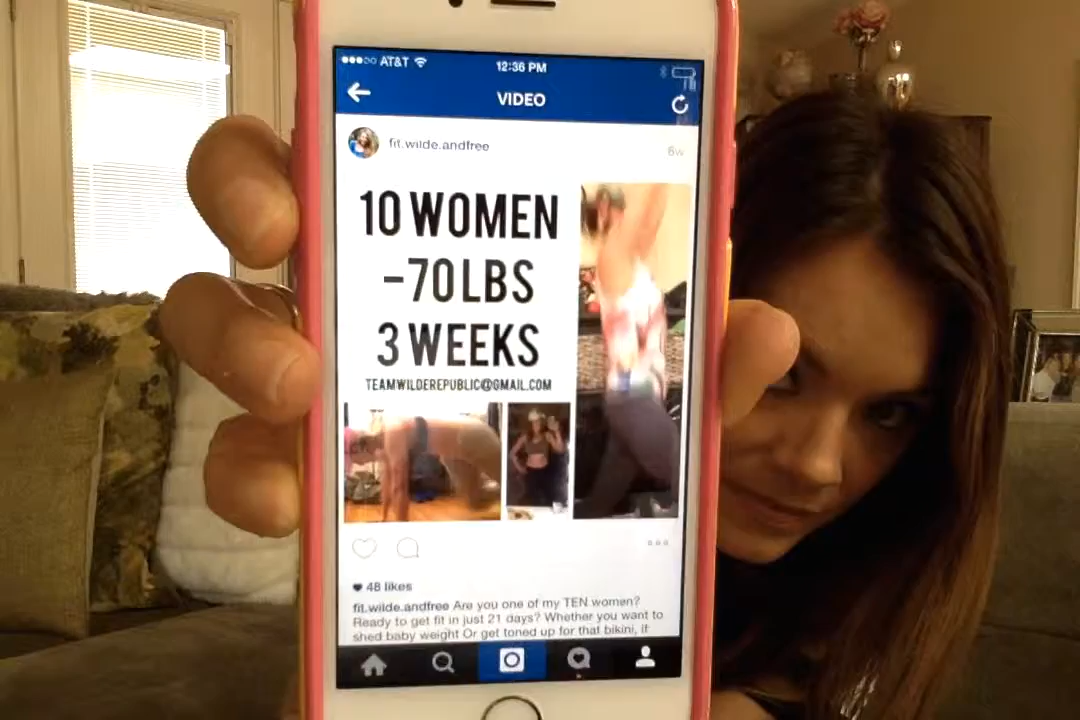 AT&T 12:36 PM
VIDEO
fit.wilde.andfree 6w
10 WOMEN
-70LBS
3 WEEKS
TEAMWILDEREPUBLIC@GMAIL.COM
48 likes
fit.wilde.andfree Are you one of my TEN women?
Ready to get fit in just 21 days? Whether you want to
shed baby weight Or get toned up for that bikini, if